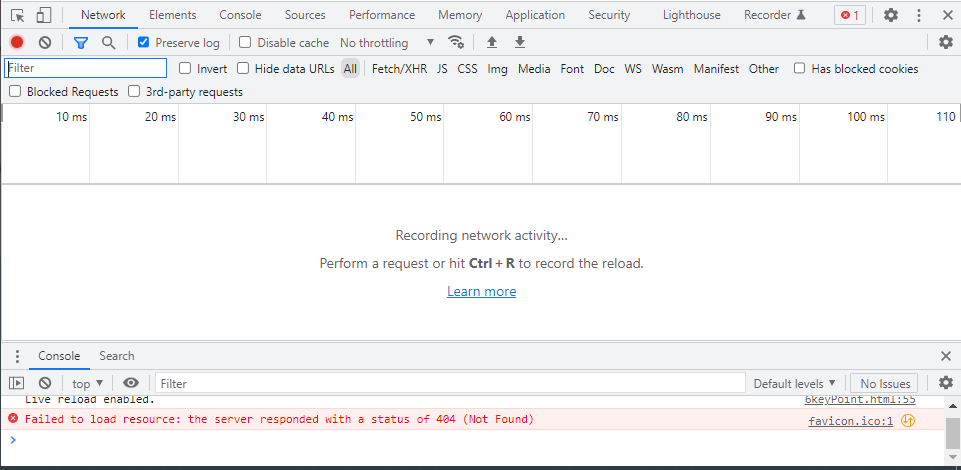 Network Elements Console Sources Performance Memory Application Security Lighthouse Recorder 1
Preserve log Disable cache No throttling
Filter Invert Hide data URLs All Fetch/XHR JS CSS Img Media Font Doc WS Wasm Manifest Other Has blocked cookies
Blocked Requests 3rd-party requests
10 ms 20 ms 30 ms 40 ms 50 ms 60 ms 70 ms 80 ms 90 ms 100 ms 110
Recording network activity...
Perform a request or hit Ctrl + R to record the reload.
Learn more
Console Search
top Filter Default levels No Issues
Live reload enabled. 6keyPoint.html:55
Failed to load resource: the server responded with a status of 404 (Not Found) favicon.ico:1